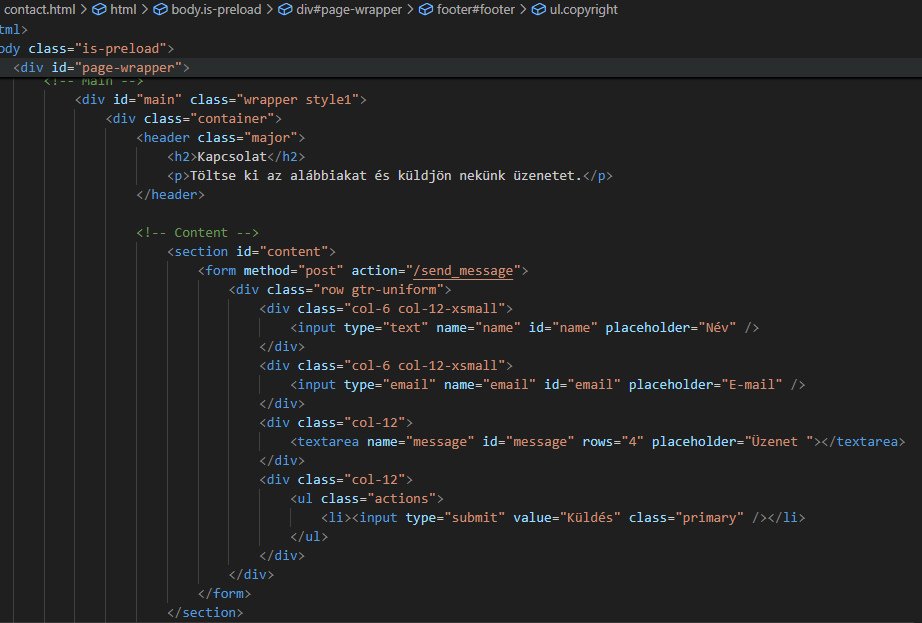 contact.html > html > body.is-preload > div#page-wrapper > footer#footer > ul.copyright
tml>
ody class="is-preload">
<div id="page-wrapper">
<!-- Main -->
<div id="main" class="wrapper style1">
<div class="container">
<header class="major">
<h2>Kapcsolat</h2>
<p>Töltse ki az alábbiakat és küldjön nekünk üzenetet.</p>
</header>
<!-- Content -->
<section id="content">
<form method="post" action="/send_message">
<div class="row gtr-uniform">
<div class="col-6 col-12-xsmall">
<input type="text" name="name" id="name" placeholder="Név" />
</div>
<div class="col-6 col-12-xsmall">
<input type="email" name="email" id="email" placeholder="E-mail" />
</div>
<div class="col-12">
<textarea name="message" id="message" rows="4" placeholder="Üzenet "></textarea>
</div>
<div class="col-12">
<ul class="actions">
<li><input type="submit" value="Küldés" class="primary" /></li>
</ul>
</div>
</div>
</form>
</section>